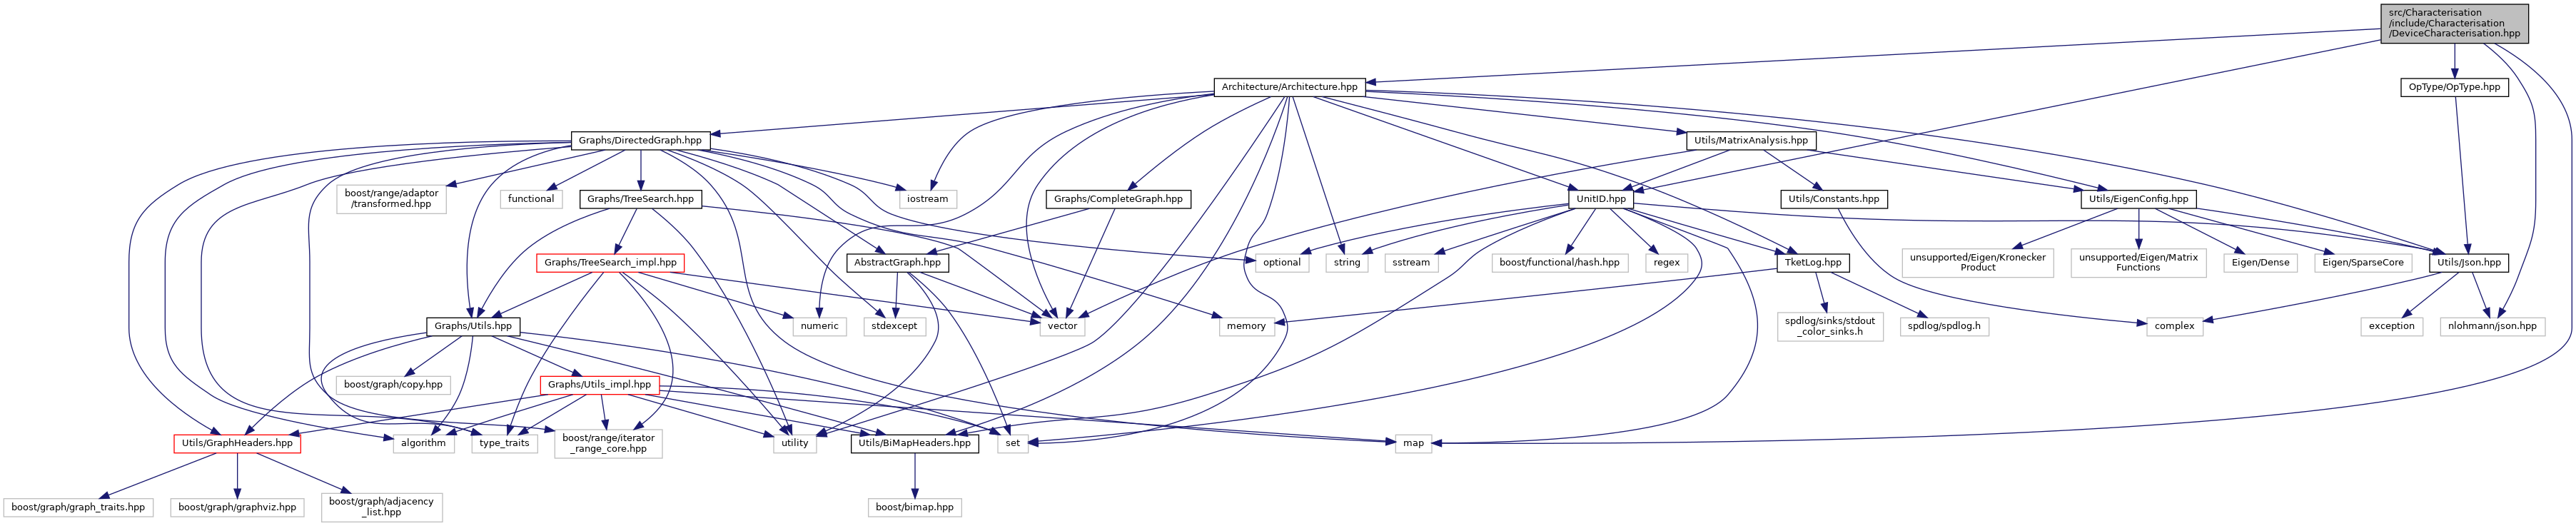 src/Characterisation
/include/Characterisation
/DeviceCharacterisation.hpp
Architecture/Architecture.hpp
OpType/OpType.hpp
Graphs/DirectedGraph.hpp
Utils/MatrixAnalysis.hpp
boost/range/adaptor
/transformed.hpp
functional
Graphs/TreeSearch.hpp
iostream
Graphs/CompleteGraph.hpp
UnitID.hpp
Utils/Constants.hpp
Utils/EigenConfig.hpp
Graphs/TreeSearch_impl.hpp
AbstractGraph.hpp
optional
string
sstream
boost/functional/hash.hpp
regex
TketLog.hpp
unsupported/Eigen/Kronecker
Product
unsupported/Eigen/Matrix
Functions
Eigen/Dense
Eigen/SparseCore
Utils/Json.hpp
Graphs/Utils.hpp
numeric
stdexcept
vector
memory
spdlog/sinks/stdout
_color_sinks.h
spdlog/spdlog.h
complex
exception
nlohmann/json.hpp
boost/graph/copy.hpp
Graphs/Utils_impl.hpp
Utils/GraphHeaders.hpp
algorithm
type_traits
boost/range/iterator
_range_core.hpp
utility
Utils/BiMapHeaders.hpp
set
map
boost/graph/graph_traits.hpp
boost/graph/graphviz.hpp
boost/graph/adjacency
_list.hpp
boost/bimap.hpp